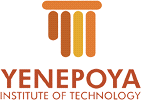 YENEPOYA
INSTITUTE OF TECHNOLOGY